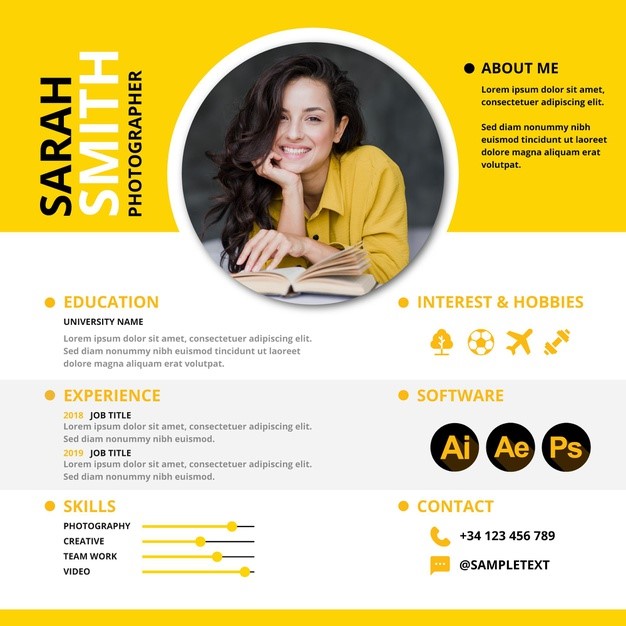 SARAH
SMITH
PHOTOGRAPHER
ABOUT ME
Lorem ipsum dolor sit amet,
consectetuer adipiscing elit.
Sed diam nonummy nibh
euismod tincidunt ut laoreet
dolore magna aliquam erat
volutpat.
EDUCATION
UNIVERSITY NAME
Lorem ipsum dolor sit amet, consectetuer adipiscing elit.
Sed diam nonummy nibh euismod tincidunt ut laoreet
dolore magna aliquam erat volutpat.
INTEREST & HOBBIES
EXPERIENCE
2018 JOB TITLE
Lorem ipsum dolor sit amet, consectetuer adipiscing elit.
Sed diam nonummy nibh euismod.
2019 JOB TITLE
Lorem ipsum dolor sit amet, consectetuer adipiscing elit.
Sed diam nonummy nibh euismod.
SOFTWARE
Ai Ae Ps
SKILLS
PHOTOGRAPHY
CREATIVE
TEAM WORK
VIDEO
CONTACT
+34 123 456 789
@SAMPLETEXT